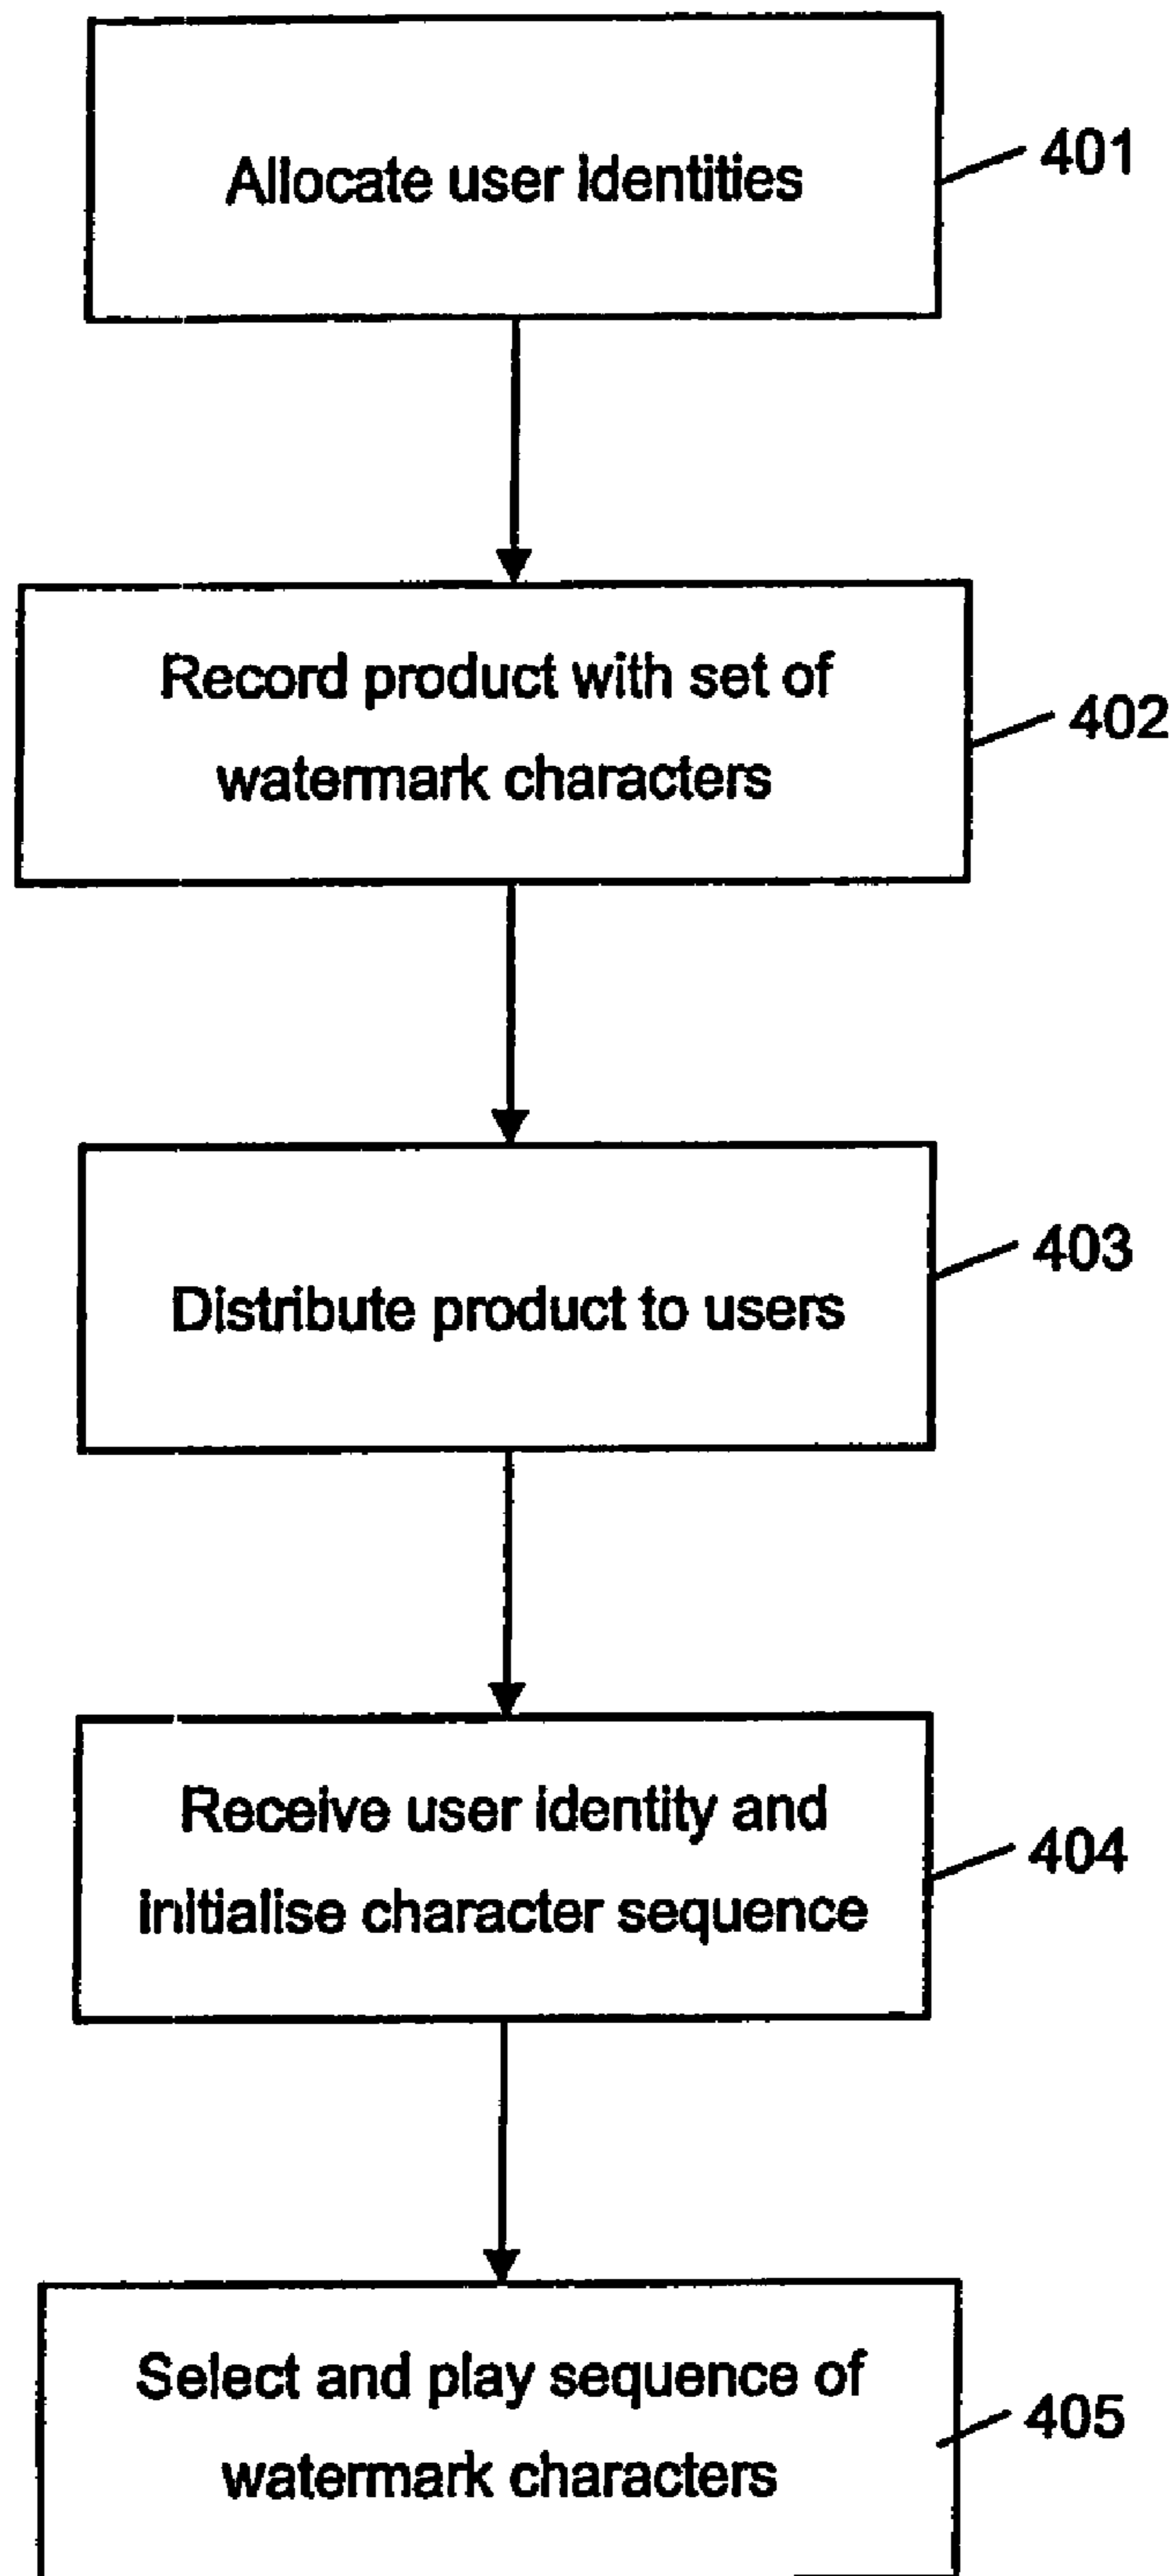 Allocate user identities
401
Record product with set of
watermark characters
402
Distribute product to users
403
Receive user identity and
initialise character sequence
404
Select and play sequence of
watermark characters
405